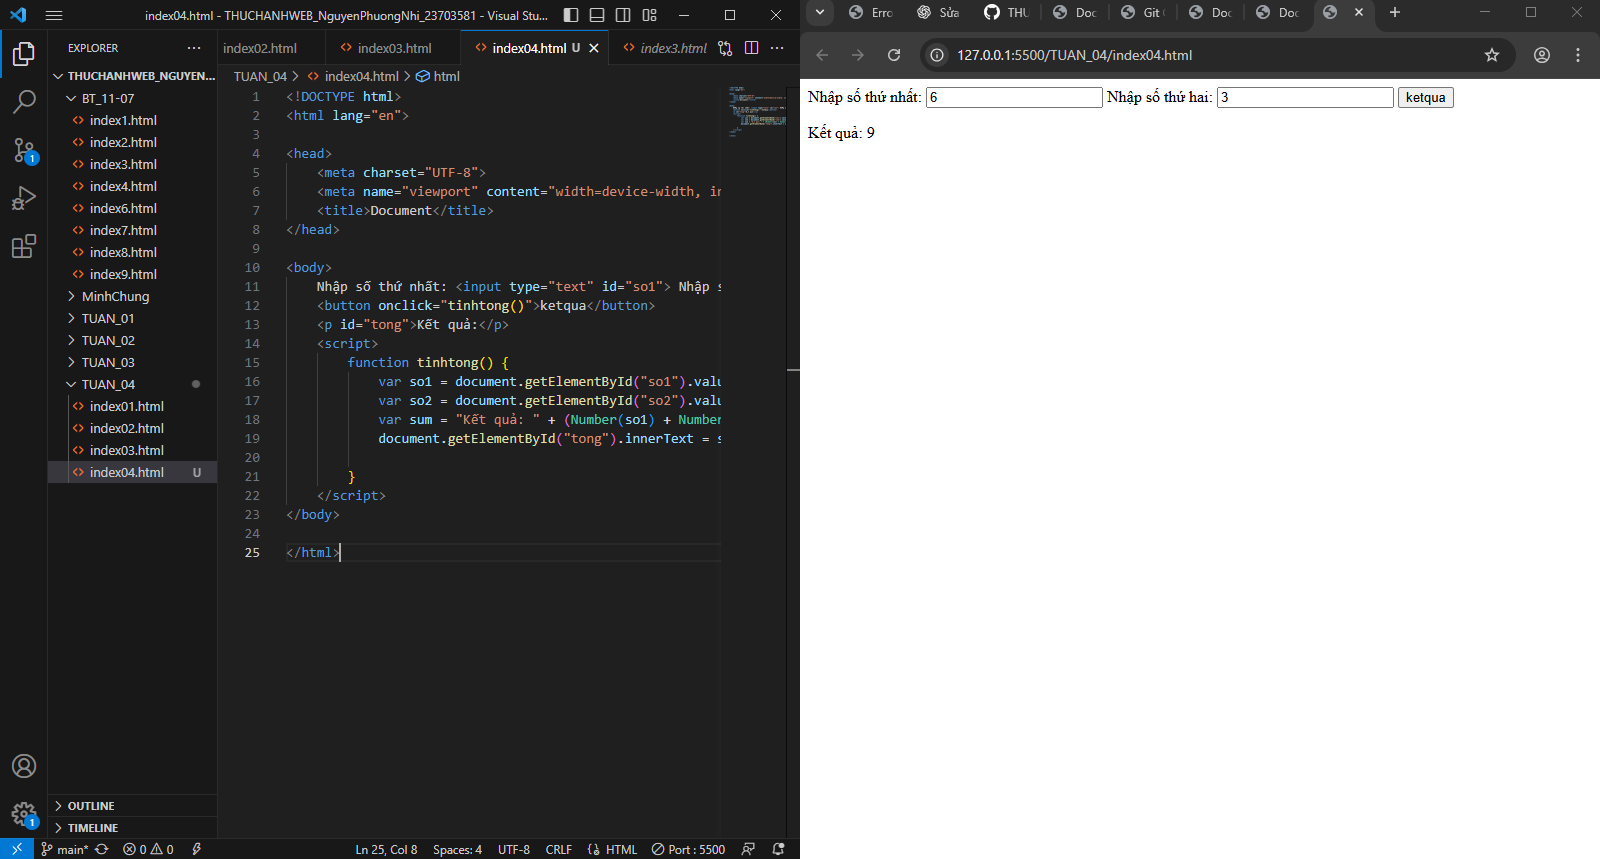 index04.html - THUCHANHWEB_NguyenPhuongNhi_23703581 - Visual Stu...
EXPLORER
THUCHANHWEB_NGUYEN...
BT_11-07
index1.html
index2.html
index3.html
index4.html
index6.html
index7.html
index8.html
index9.html
MinhChung
TUAN_01
TUAN_02
TUAN_03
TUAN_04
index01.html
index02.html
index03.html
index04.html U
OUTLINE
TIMELINE
1
1
index02.html index03.html index04.html U index3.html
TUAN_04 > index04.html > html
1 <!DOCTYPE html>
2 <html lang="en">
3
4 <head>
5 <meta charset="UTF-8">
6 <meta name="viewport" content="width=device-width, in
7 <title>Document</title>
8 </head>
9
10 <body>
11 Nhập số thứ nhất: <input type="text" id="so1"> Nhập s
12 <button onclick="tinhtong()">ketqua</button>
13 <p id="tong">Kết quả:</p>
14 <script>
15 function tinhtong() {
16 var so1 = document.getElementById("so1").valu
17 var so2 = document.getElementById("so2").valu
18 var sum = "Kết quả: " + (Number(so1) + Number
19 document.getElementById("tong").innerText = s
20
21 }
22 </script>
23 </body>
24
25 </html>
main* 0 0 Ln 25, Col 8 Spaces: 4 UTF-8 CRLF HTML Port : 5500
Erro Sửa THU Doc Git Doc Doc
127.0.0.1:5500/TUAN_04/index04.html
Nhập số thứ nhất: 6 Nhập số thứ hai: 3 ketqua
Kết quả: 9